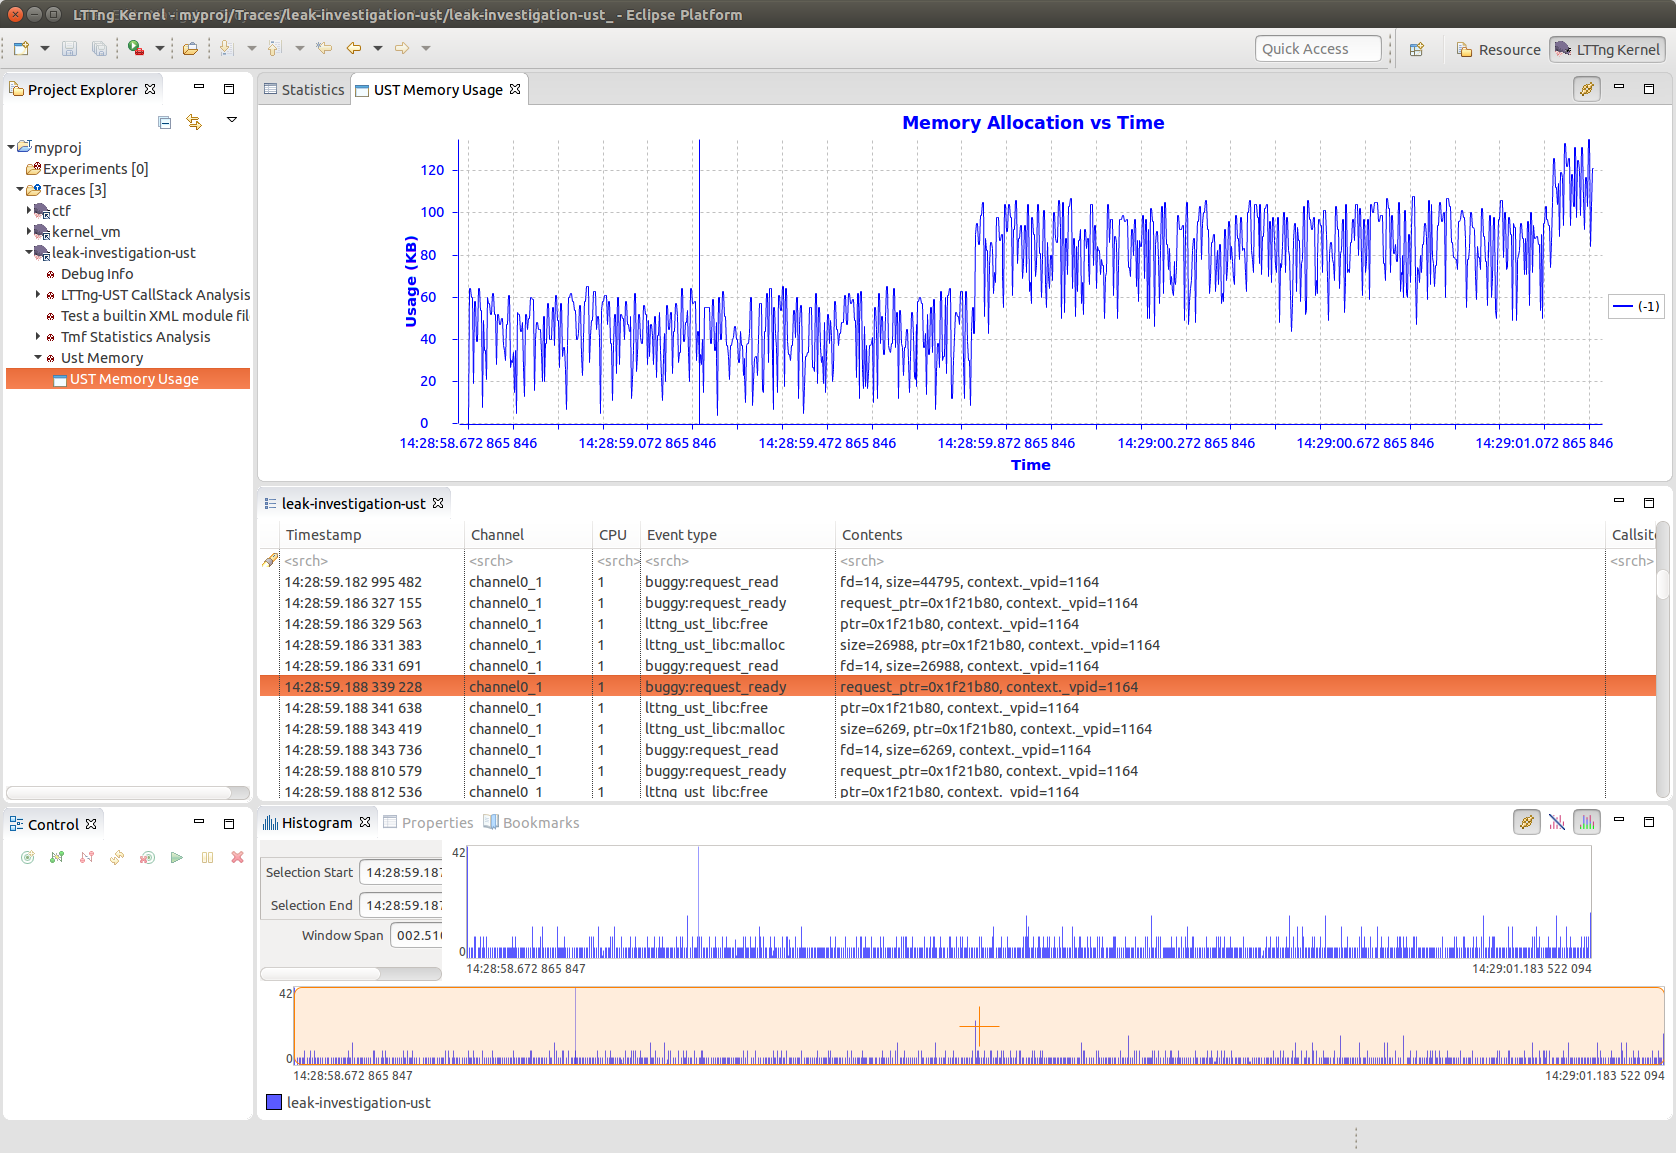 LTTng Kernel - myproj/Traces/leak-investigation-ust/leak-investigation-ust_ - Eclipse Platform
Quick Access
Resource
LTTng Kernel
Project Explorer
myproj
Experiments [0]
Traces [3]
ctf
kernel_vm
leak-investigation-ust
Debug Info
LTTng-UST CallStack Analysis
Test a builtin XML module fil
Tmf Statistics Analysis
Ust Memory
UST Memory Usage
Control
Statistics
UST Memory Usage
Memory Allocation vs Time
Usage (KB)
120
100
80
60
40
20
0
14:28:58.672 865 846 14:28:59.072 865 846 14:28:59.472 865 846 14:28:59.872 865 846 14:29:00.272 865 846 14:29:00.672 865 846 14:29:01.072 865 846
Time
(-1)
leak-investigation-ust
Timestamp Channel CPU Event type Contents Callsit
<srch> <srch> <srch> <srch> <srch> <srch>
14:28:59.182 995 482 channel0_1 1 buggy:request_read fd=14, size=44795, context._vpid=1164
14:28:59.186 327 155 channel0_1 1 buggy:request_ready request_ptr=0x1f21b80, context._vpid=1164
14:28:59.186 329 563 channel0_1 1 lttng_ust_libc:free ptr=0x1f21b80, context._vpid=1164
14:28:59.186 331 383 channel0_1 1 lttng_ust_libc:malloc size=26988, ptr=0x1f21b80, context._vpid=1164
14:28:59.186 331 691 channel0_1 1 buggy:request_read fd=14, size=26988, context._vpid=1164
14:28:59.188 339 228 channel0_1 1 buggy:request_ready request_ptr=0x1f21b80, context._vpid=1164
14:28:59.188 341 638 channel0_1 1 lttng_ust_libc:free ptr=0x1f21b80, context._vpid=1164
14:28:59.188 343 419 channel0_1 1 lttng_ust_libc:malloc size=6269, ptr=0x1f21b80, context._vpid=1164
14:28:59.188 343 736 channel0_1 1 buggy:request_read fd=14, size=6269, context._vpid=1164
14:28:59.188 810 579 channel0_1 1 buggy:request_ready request_ptr=0x1f21b80, context._vpid=1164
14:28:59.188 812 536 channel0_1 1 lttng_ust_libc:free ptr=0x1f21b80, context._vpid=1164
Histogram
Properties
Bookmarks
Selection Start 14:28:59.187
Selection End 14:28:59.187
Window Span 002.510
42
0
14:28:58.672 865 847 14:29:01.183 522 094
42
0
14:28:58.672 865 847 14:29:01.183 522 094
leak-investigation-ust